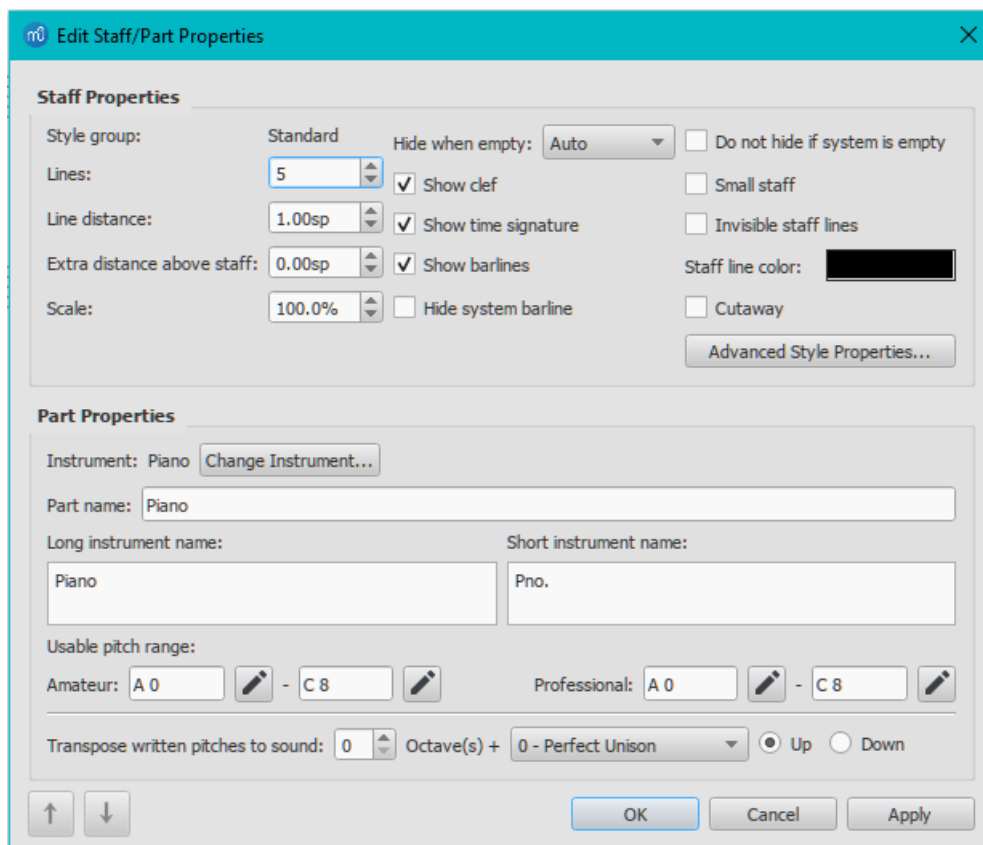 Edit Staff/Part Properties
Staff Properties
Style group: Standard Hide when empty: Auto Do not hide if system is empty
Lines: 5 Show clef Small staff
Line distance: 1.00sp Show time signature Invisible staff lines
Extra distance above staff: 0.00sp Show barlines Staff line color:
Scale: 100.0% Hide system barline Cutaway
Advanced Style Properties...
Part Properties
Instrument: Piano Change Instrument...
Part name: Piano
Long instrument name: Short instrument name:
Piano Pno.
Usable pitch range:
Amateur: A 0 - C 8 Professional: A 0 - C 8
Transpose written pitches to sound: 0 Octave(s) + 0 - Perfect Unison Up Down
OK Cancel Apply